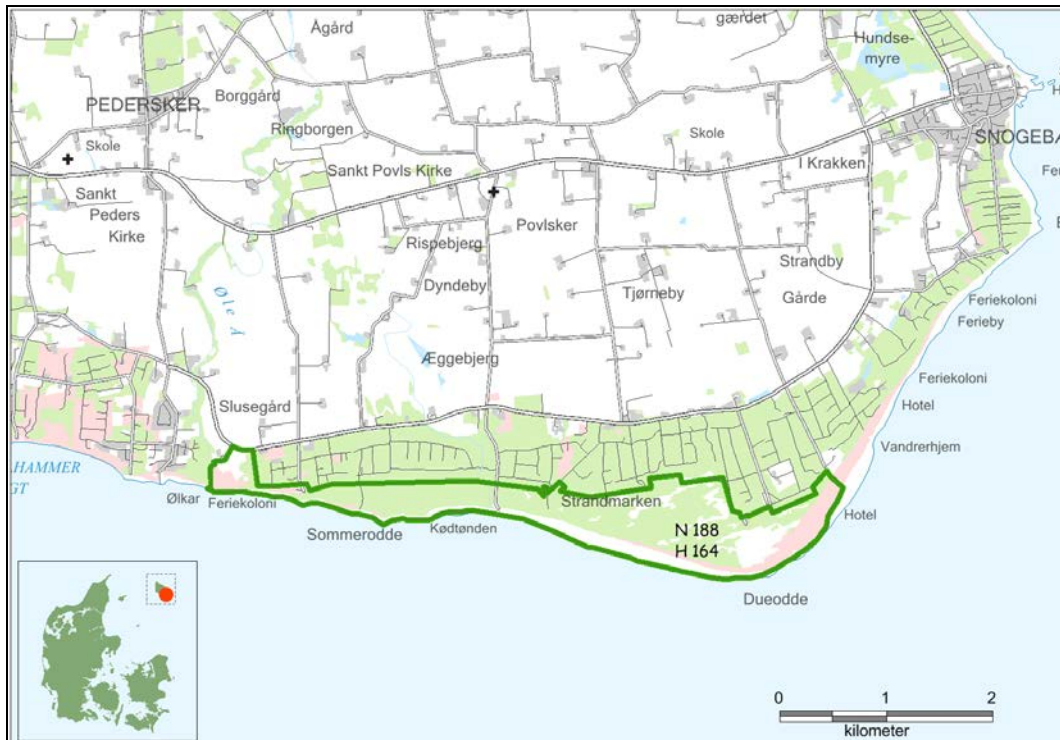 gærdet
Ågård
Hundse-
myre
Borggård
PEDERSKER
Ringborgen
Skole
Skole
SNOGEBÆ
Sankt Povls Kirke
I Krakken
Sankt
Peders
Kirke
Povlsker
Rispebjerg
Strandby
Dyndeby
Tjørneby
Gårde
Øle Å
Feriekoloni
Ferieby
Æggebjerg
Feriekoloni
Slusegård
Hotel
Vandrerhjem
HAMMER
GT
Ølkar
Feriekoloni
Strandmarken
Sommerodde
Kødtønden
Hotel
N 188
H 164
Dueodde
0 1 2
kilometer